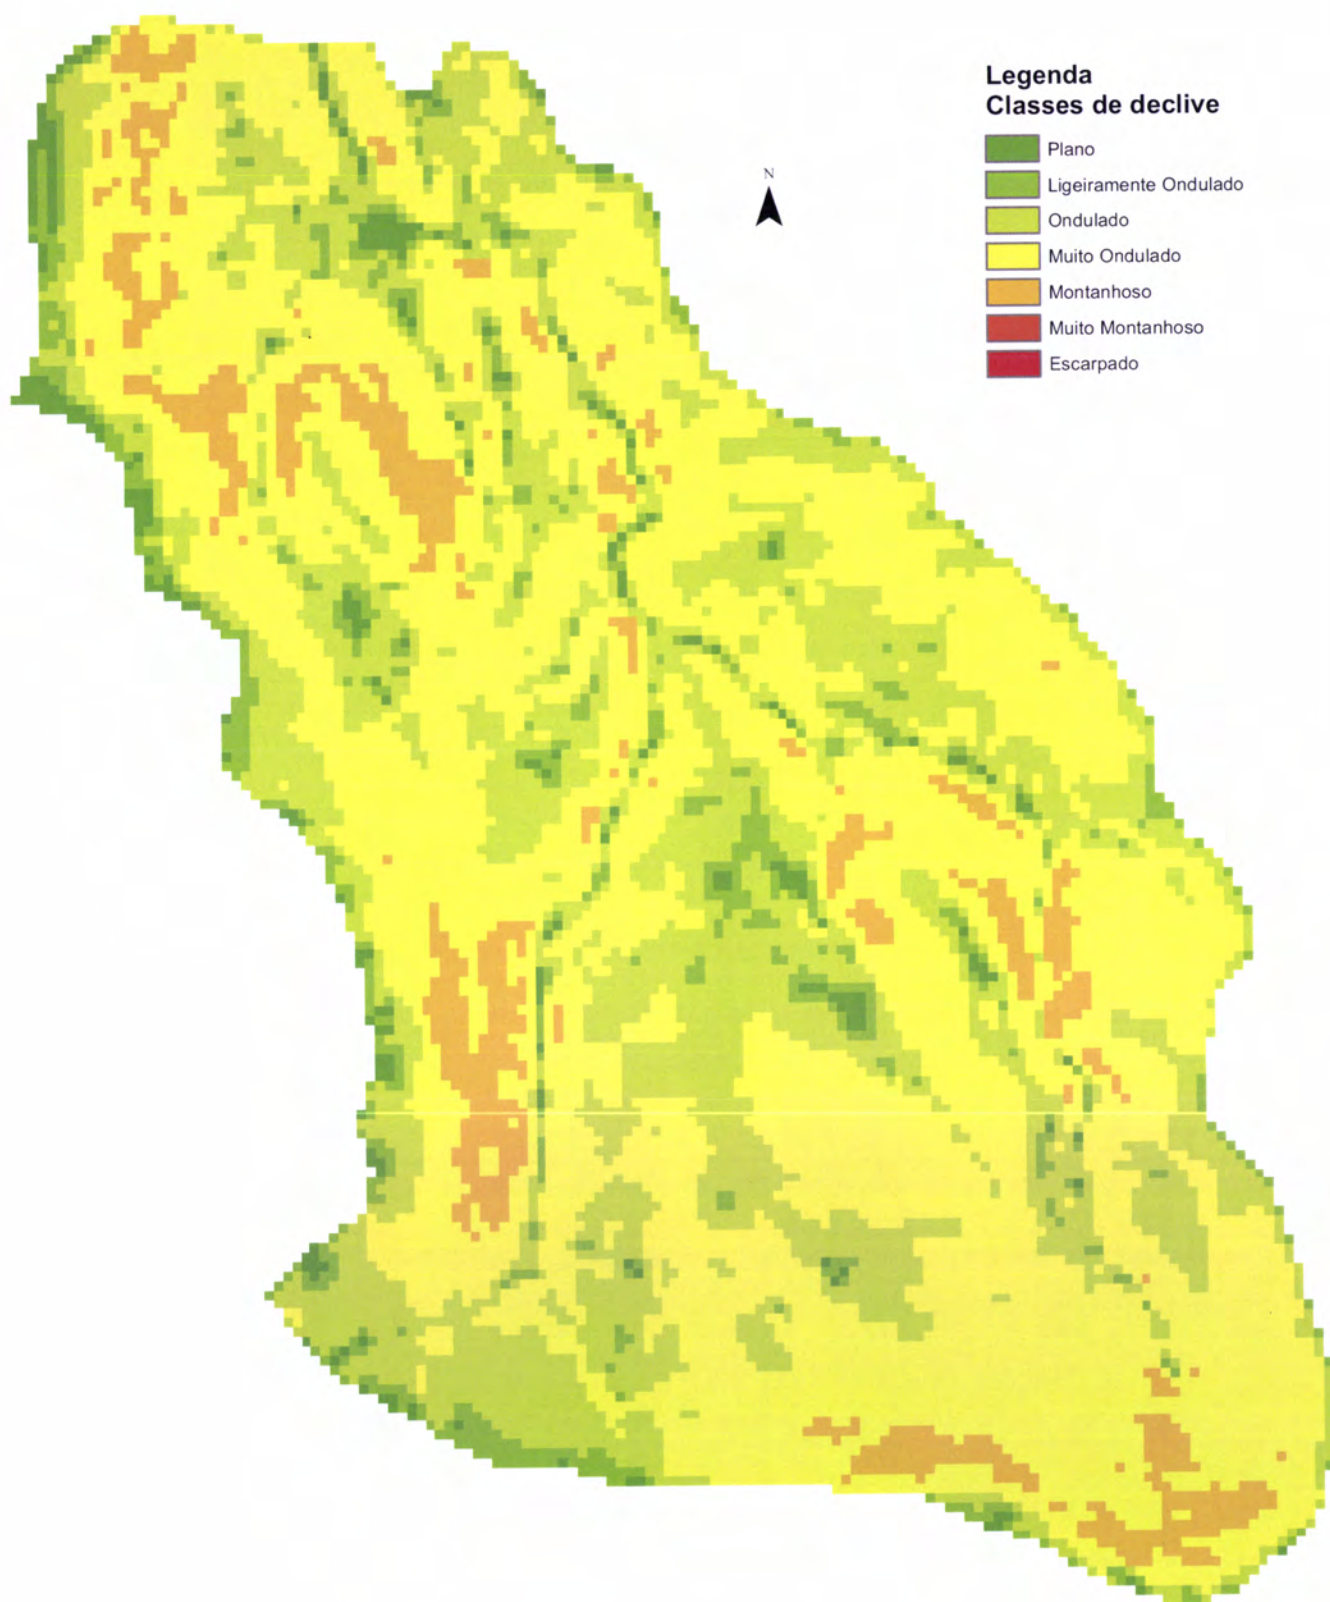 Legenda
Classes de declive
Plano
Ligeiramente Ondulado
N
Ondulado
Muito Ondulado
Montanhoso
Muito Montanhoso
Escarpado